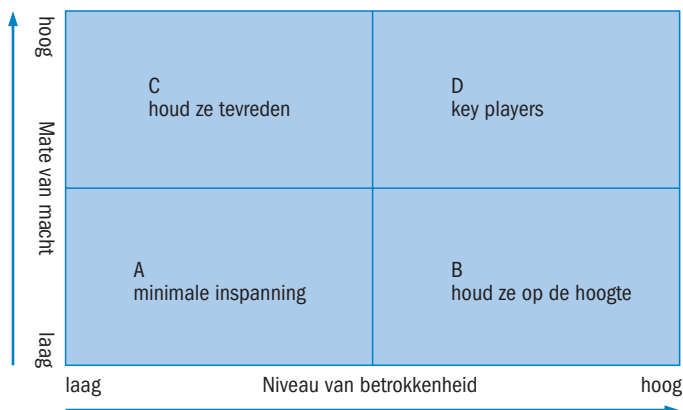 hoog
Mate van macht
laag
C
houd ze tevreden
D
key players
A
minimale inspanning
B
houd ze op de hoogte
laag
Niveau van betrokkenheid
hoog